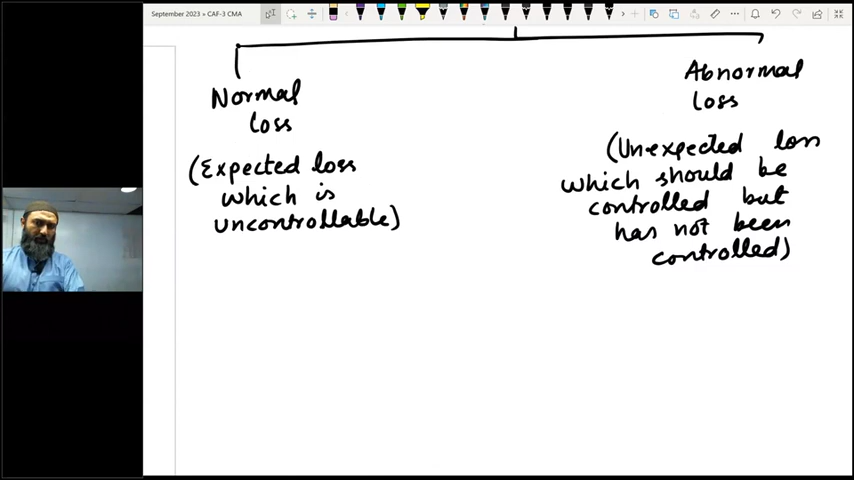 September 2023 » CAF-3 CMA
Normal
loss
(Expected loss
which is
uncontrollable)
Abnormal
loss
(Unexpected loss
which should be
controlled but
has not been
controlled)